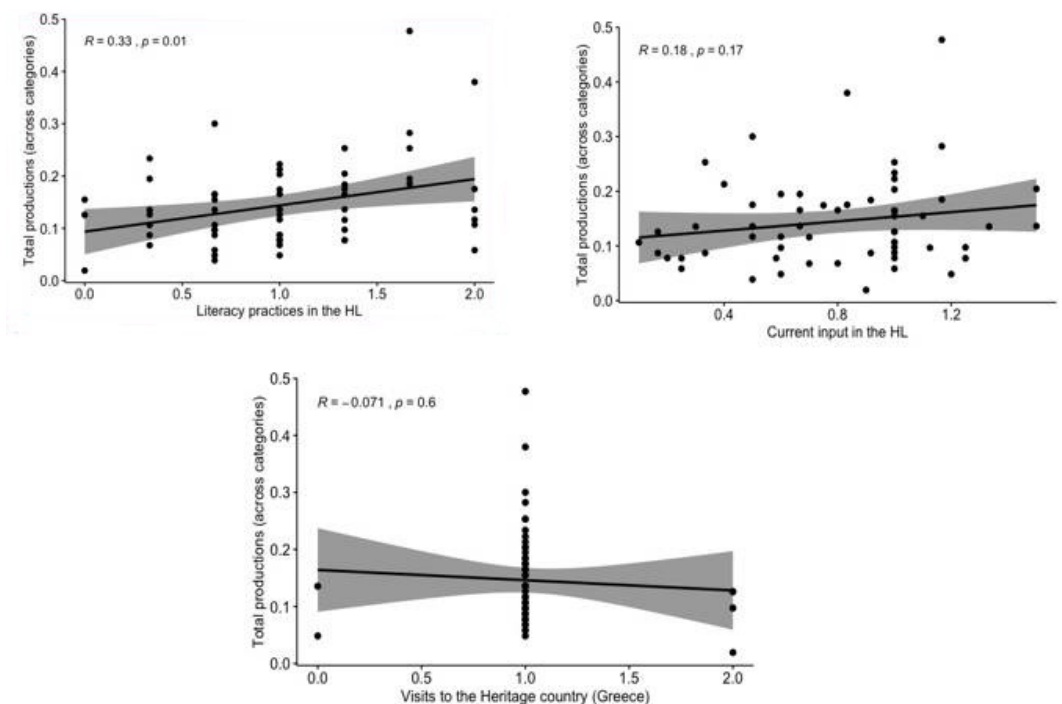 R = 0.33 , p = 0.01
Total productions (across categories)
0.5
0.4
0.3
0.2
0.1
0.0
0.0 0.5 1.0 1.5 2.0
Literacy practices in the HL
R = 0.18 , p = 0.17
Total productions (across categories)
0.5
0.4
0.3
0.2
0.1
0.0
0.4 0.8 1.2
Current input in the HL
R = −0.071 , p = 0.6
Total productions (across categories)
0.5
0.4
0.3
0.2
0.1
0.0
0.0 0.5 1.0 1.5 2.0
Visits to the Heritage country (Greece)